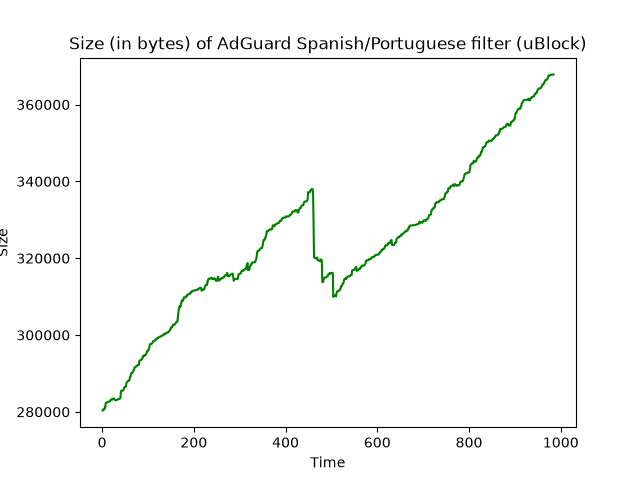 Size (in bytes) of AdGuard Spanish/Portuguese filter (uBlock)
360000
340000
320000
300000
280000
Size
0 200 400 600 800 1000
Time